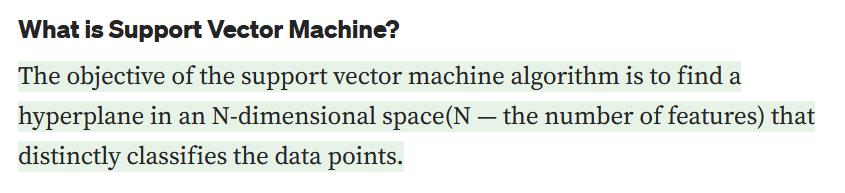 What is Support Vector Machine?
The objective of the support vector machine algorithm is to find a
hyperplane in an N-dimensional space(N — the number of features) that
distinctly classifies the data points.